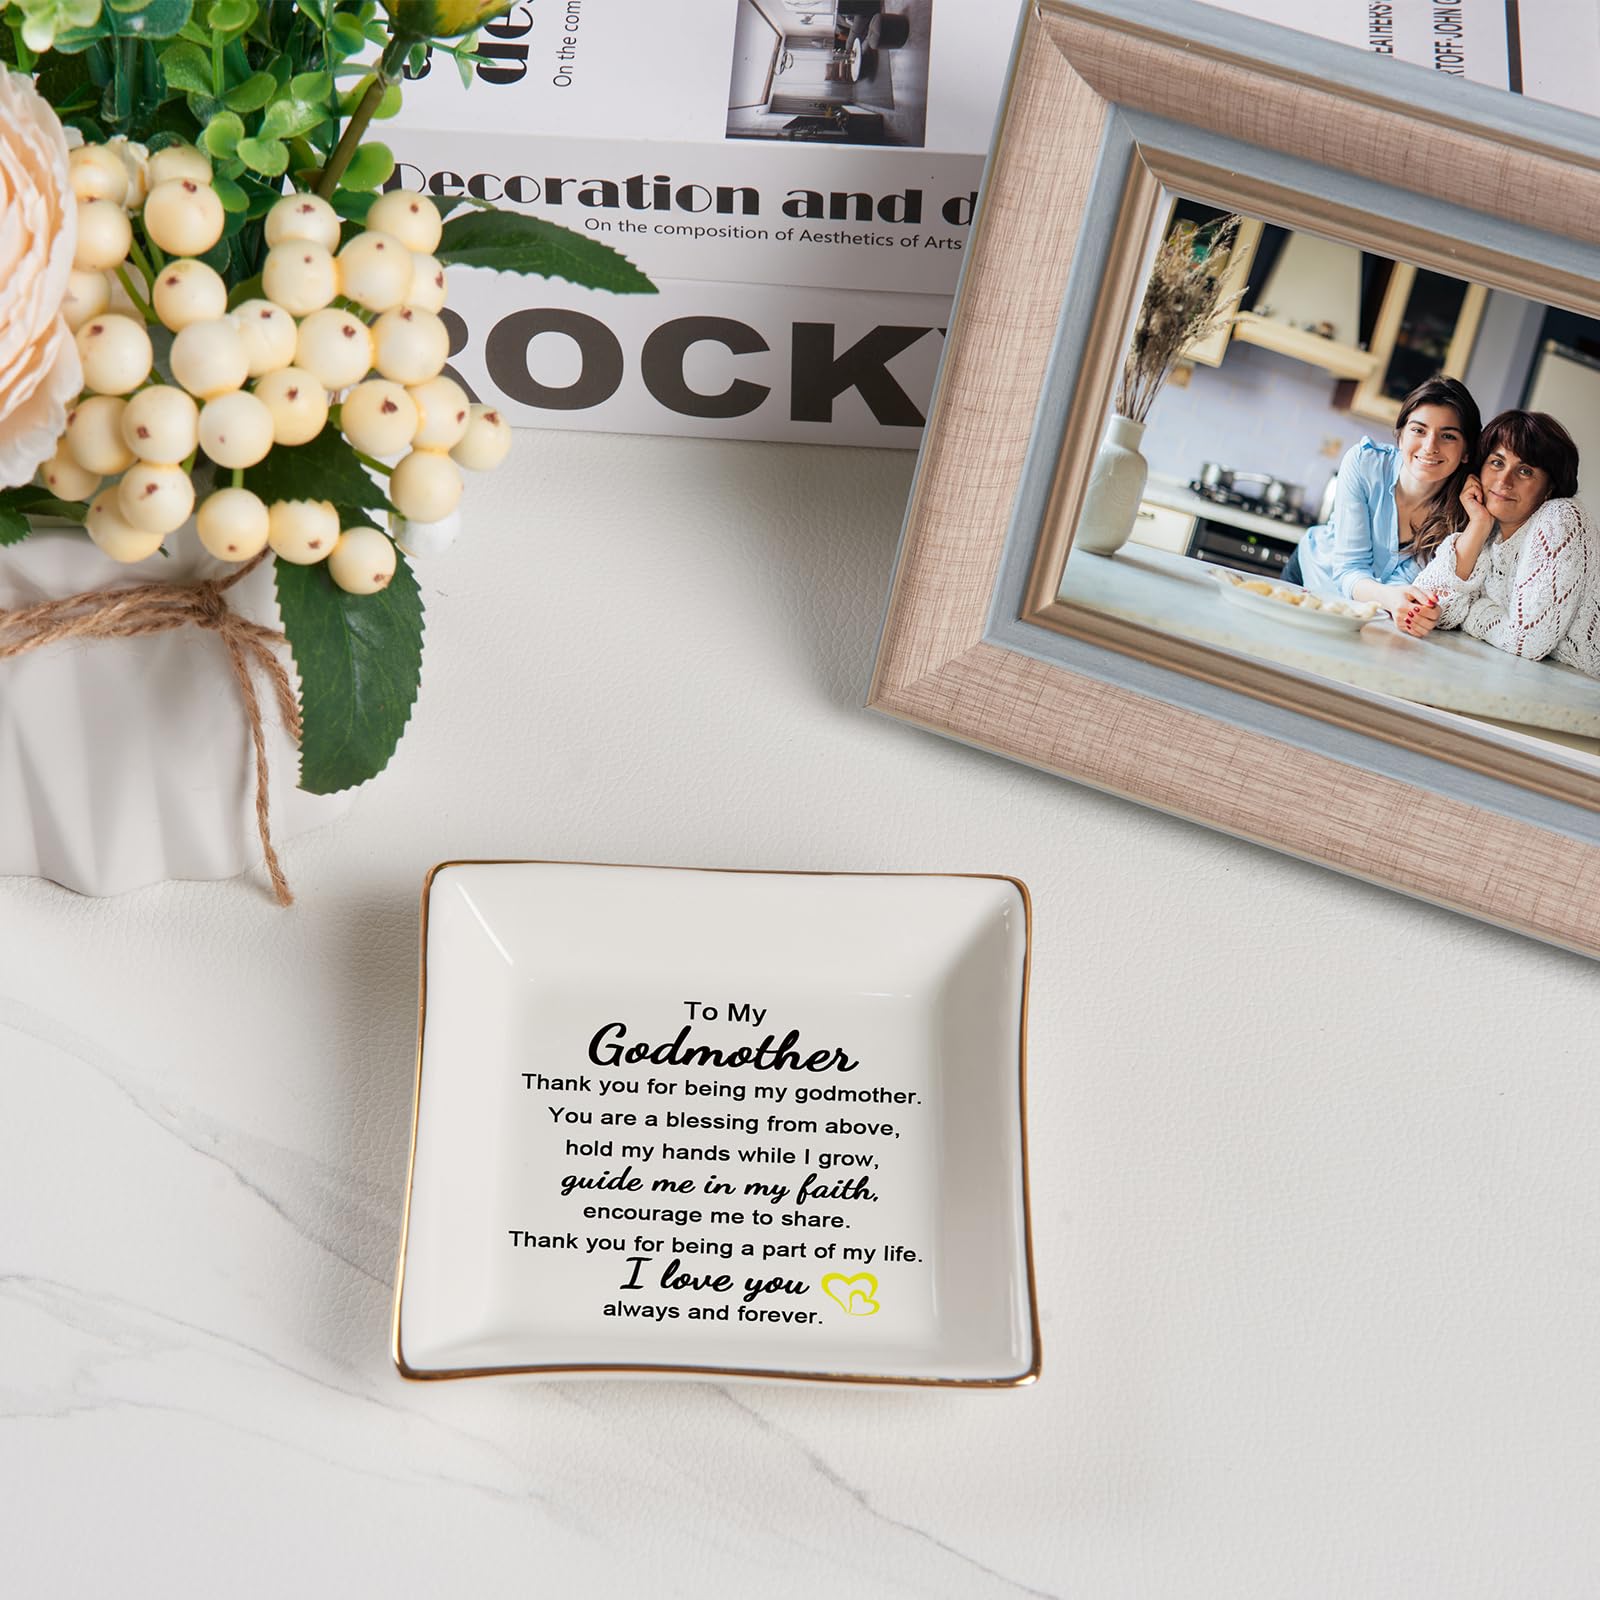 On the com
Decoration and
On the composition of Aesthetics of Arts
ROCK
To My
Godmother
Thank you for being my godmother.
You are a blessing from above,
hold my hands while I grow,
guide me in my faith,
encourage me to share.
Thank you for being a part of my life.
I love you
always and forever.